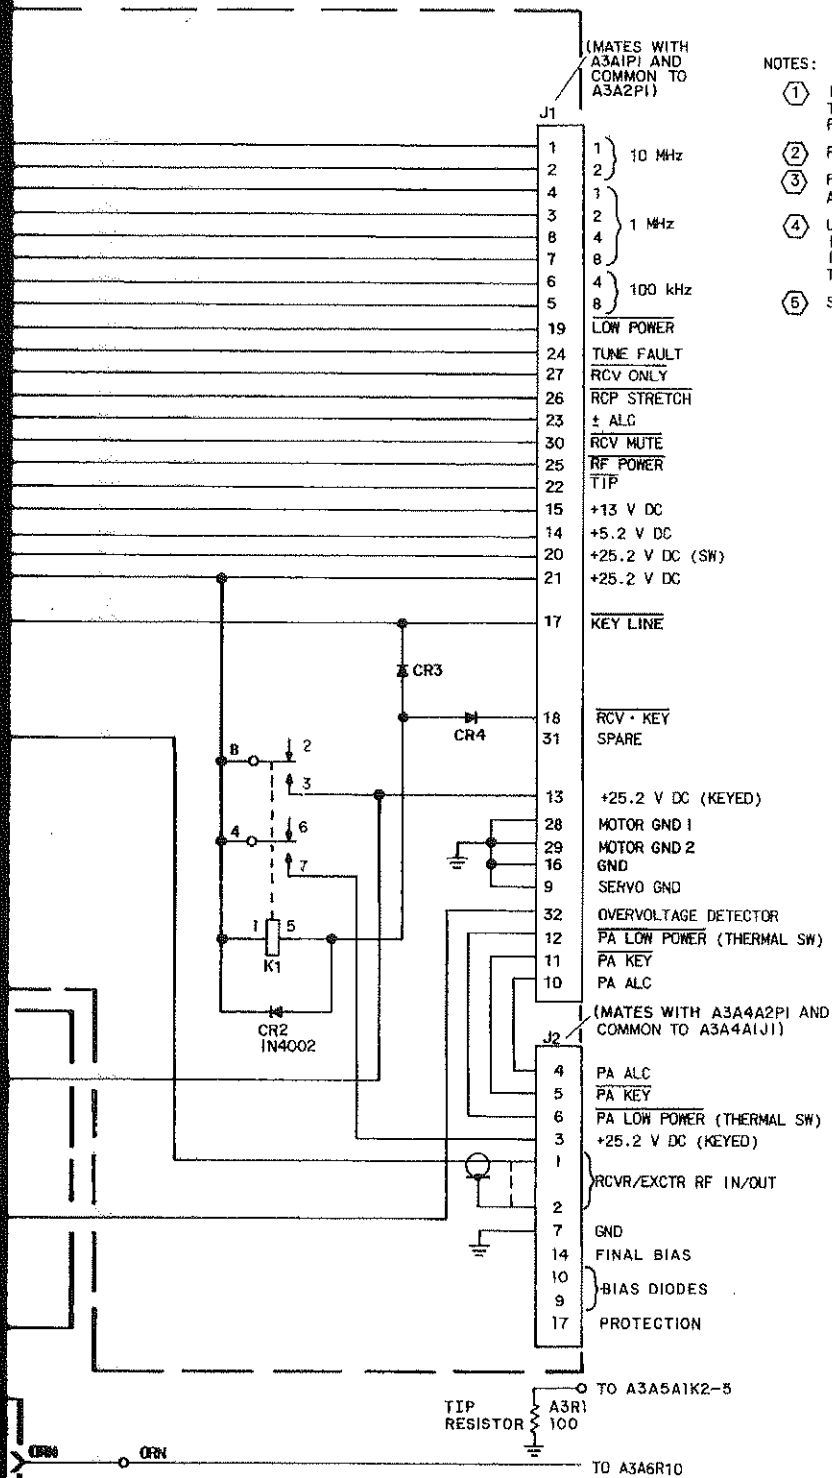 (MATES WITH
A3A1P1 AND
COMMON TO
A3A2P1)
NOTES:
1
2
3
4
5
J1
1 1 10 MHz
2 2
4 1
3 2 1 MHz
8 4
7 8
6 4 100 kHz
5 8
19 LOW POWER
24 TUNE FAULT
27 RCV ONLY
26 RCP STRETCH
23 ± ALC
30 RCV MUTE
25 RF POWER
22 TIP
15 +13 V DC
14 +5.2 V DC
20 +25.2 V DC (SW)
21 +25.2 V DC
17 KEY LINE
CR3
18 RCV • KEY
CR4
31 SPARE
8 2
3
13 +25.2 V DC (KEYED)
4 6
7
28 MOTOR GND 1
29 MOTOR GND 2
16 GND
9 SERVO GND
32 OVERVOLTAGE DETECTOR
1 5
K1
12 PA LOW POWER (THERMAL SW)
11 PA KEY
10 PA ALC
CR2
IN4002
(MATES WITH A3A4A2P1 AND
COMMON TO A3A4A1J1)
J2
4 PA ALC
5 PA KEY
6 PA LOW POWER (THERMAL SW)
3 +25.2 V DC (KEYED)
1
RCVR/EXCTR RF IN/OUT
2
7 GND
14 FINAL BIAS
10
BIAS DIODES
9
17 PROTECTION
TO A3A5A1K2-5
TIP
RESISTOR
A3R1
100
ORN ORN
TO A3A6R10